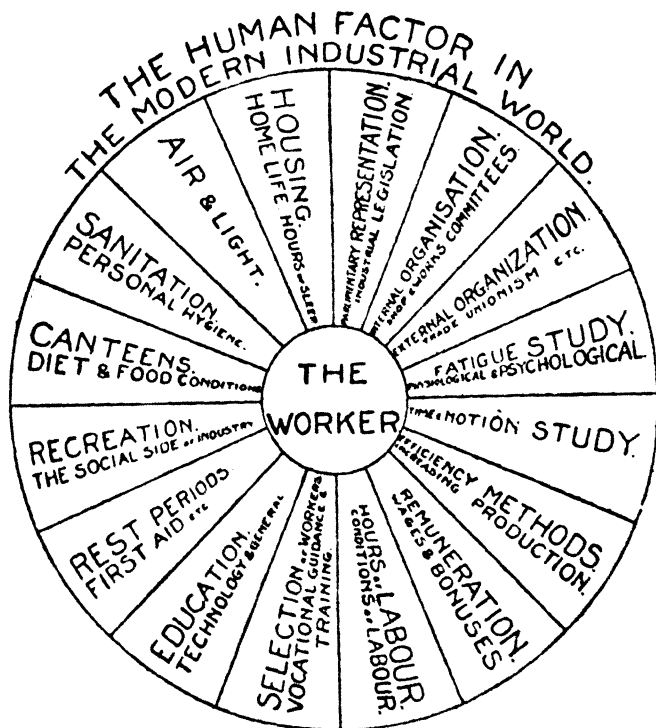 THE HUMAN FACTOR IN
THE MODERN INDUSTRIAL WORLD.
THE
WORKER
AIR & LIGHT.
HOUSING.
HOME LIFE HOURS OF SLEEP
PARLIMENTARY REPRESENTATION.
INDUSTRIAL LEGISLATION
INTERNAL ORGANISATION.
SHOP & WORKS COMMITTEES
EXTERNAL ORGANIZATION.
TRADE UNIONISM ETC.
FATIGUE STUDY.
PHYSIOLOGICAL & PSYCHOLOGICAL
TIME & MOTION STUDY.
EFFICIENCY METHODS.
PRODUCTION.
REMUNERATION.
WAGES & BONUSES
HOURS OF LABOUR.
CONDITIONS OF LABOUR.
SELECTION OF WORKERS
VOCATIONAL GUIDANCE &
TRAINING.
EDUCATION.
TECHNOLOGY & GENERAL
REST PERIODS
FIRST AID ETC
RECREATION.
THE SOCIAL SIDE OF INDUSTRY
CANTEENS.
DIET & FOOD CONDITIONS
SANITATION.
PERSONAL HYGIENE.